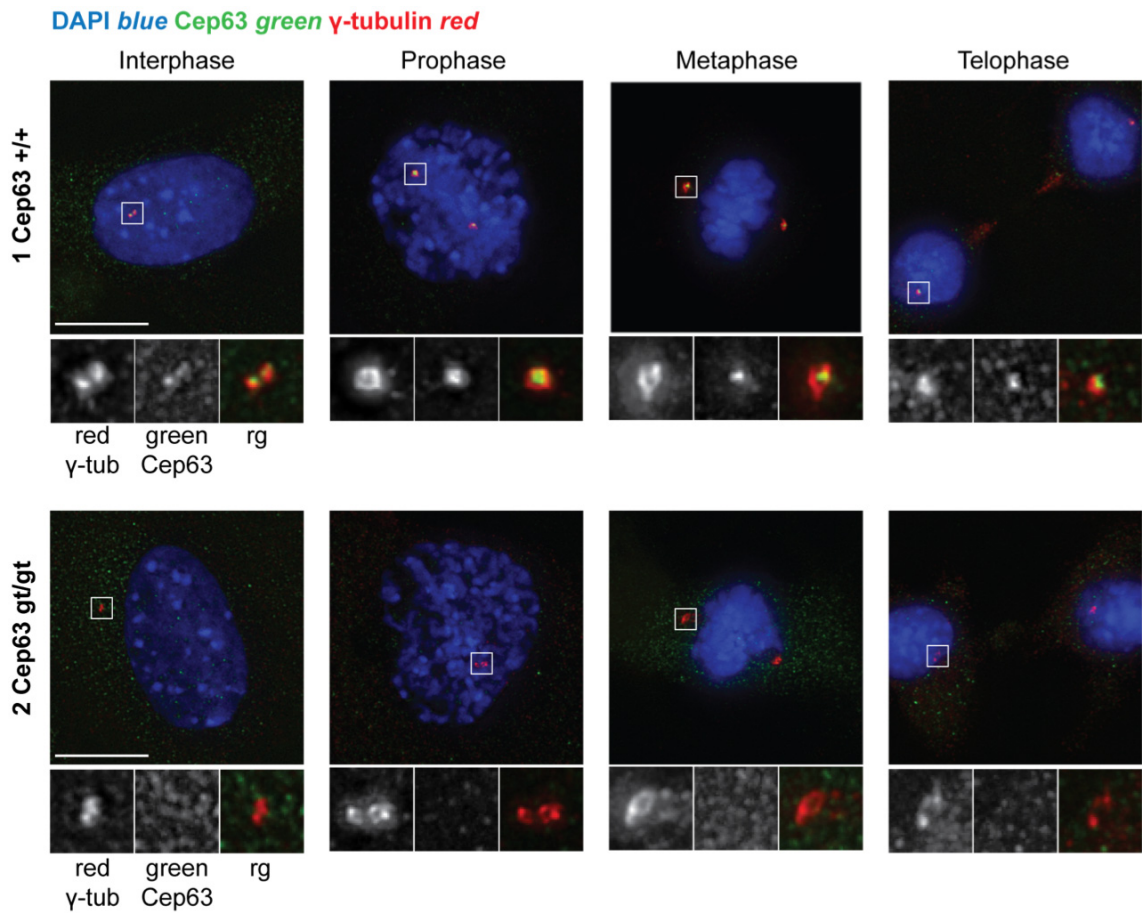 DAPI blue Cep63 green γ-tubulin red
Interphase Prophase Metaphase Telophase
1 Cep63 +/+
red green rg
γ-tub Cep63
2 Cep63 gt/gt
red green rg
γ-tub Cep63